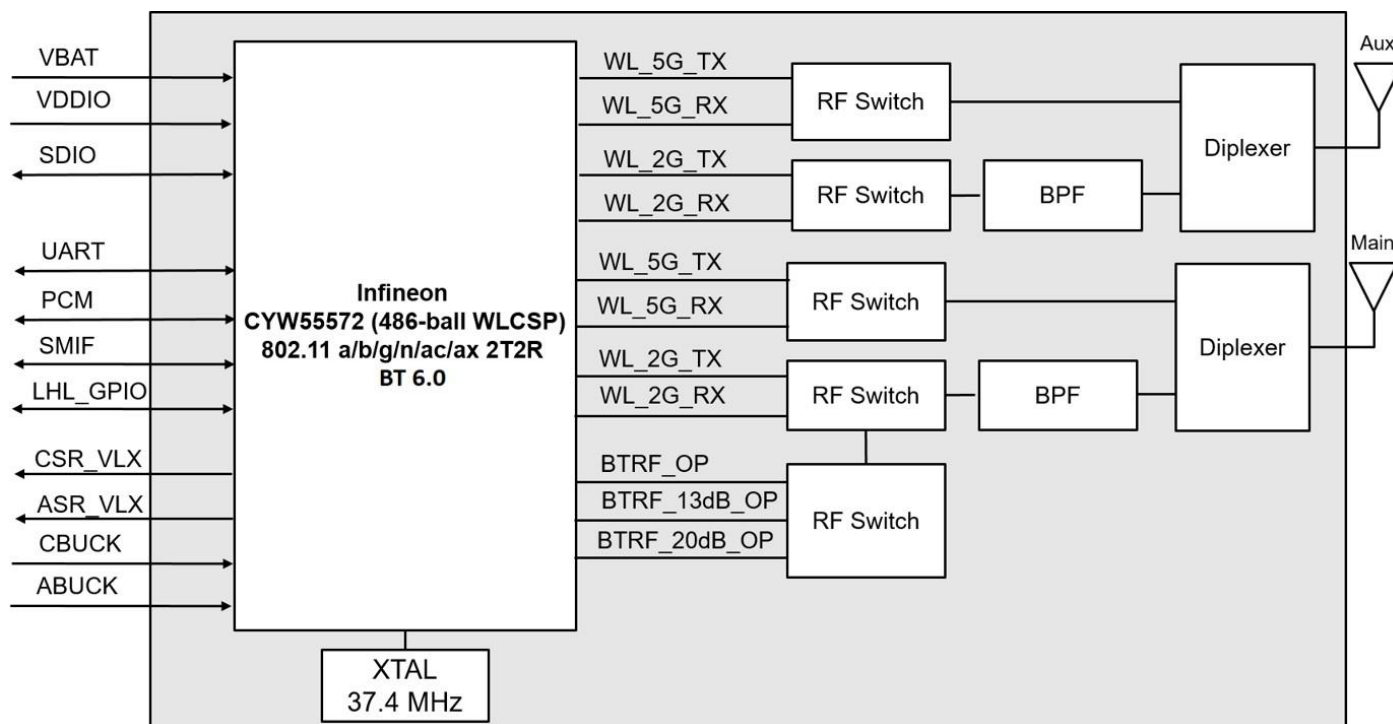 VBAT
VDDIO
SDIO
UART
PCM
SMIF
LHL_GPIO
CSR_VLX
ASR_VLX
CBUCK
ABUCK
Infineon
CYW55572 (486-ball WLCSP)
802.11 a/b/g/n/ac/ax 2T2R
BT 6.0
XTAL
37.4 MHz
WL_5G_TX
WL_5G_RX
WL_2G_TX
WL_2G_RX
WL_5G_TX
WL_5G_RX
WL_2G_TX
WL_2G_RX
BTRF_OP
BTRF_13dB_OP
BTRF_20dB_OP
RF Switch
RF Switch
BPF
Diplexer
Aux
RF Switch
RF Switch
BPF
Diplexer
Main
RF Switch